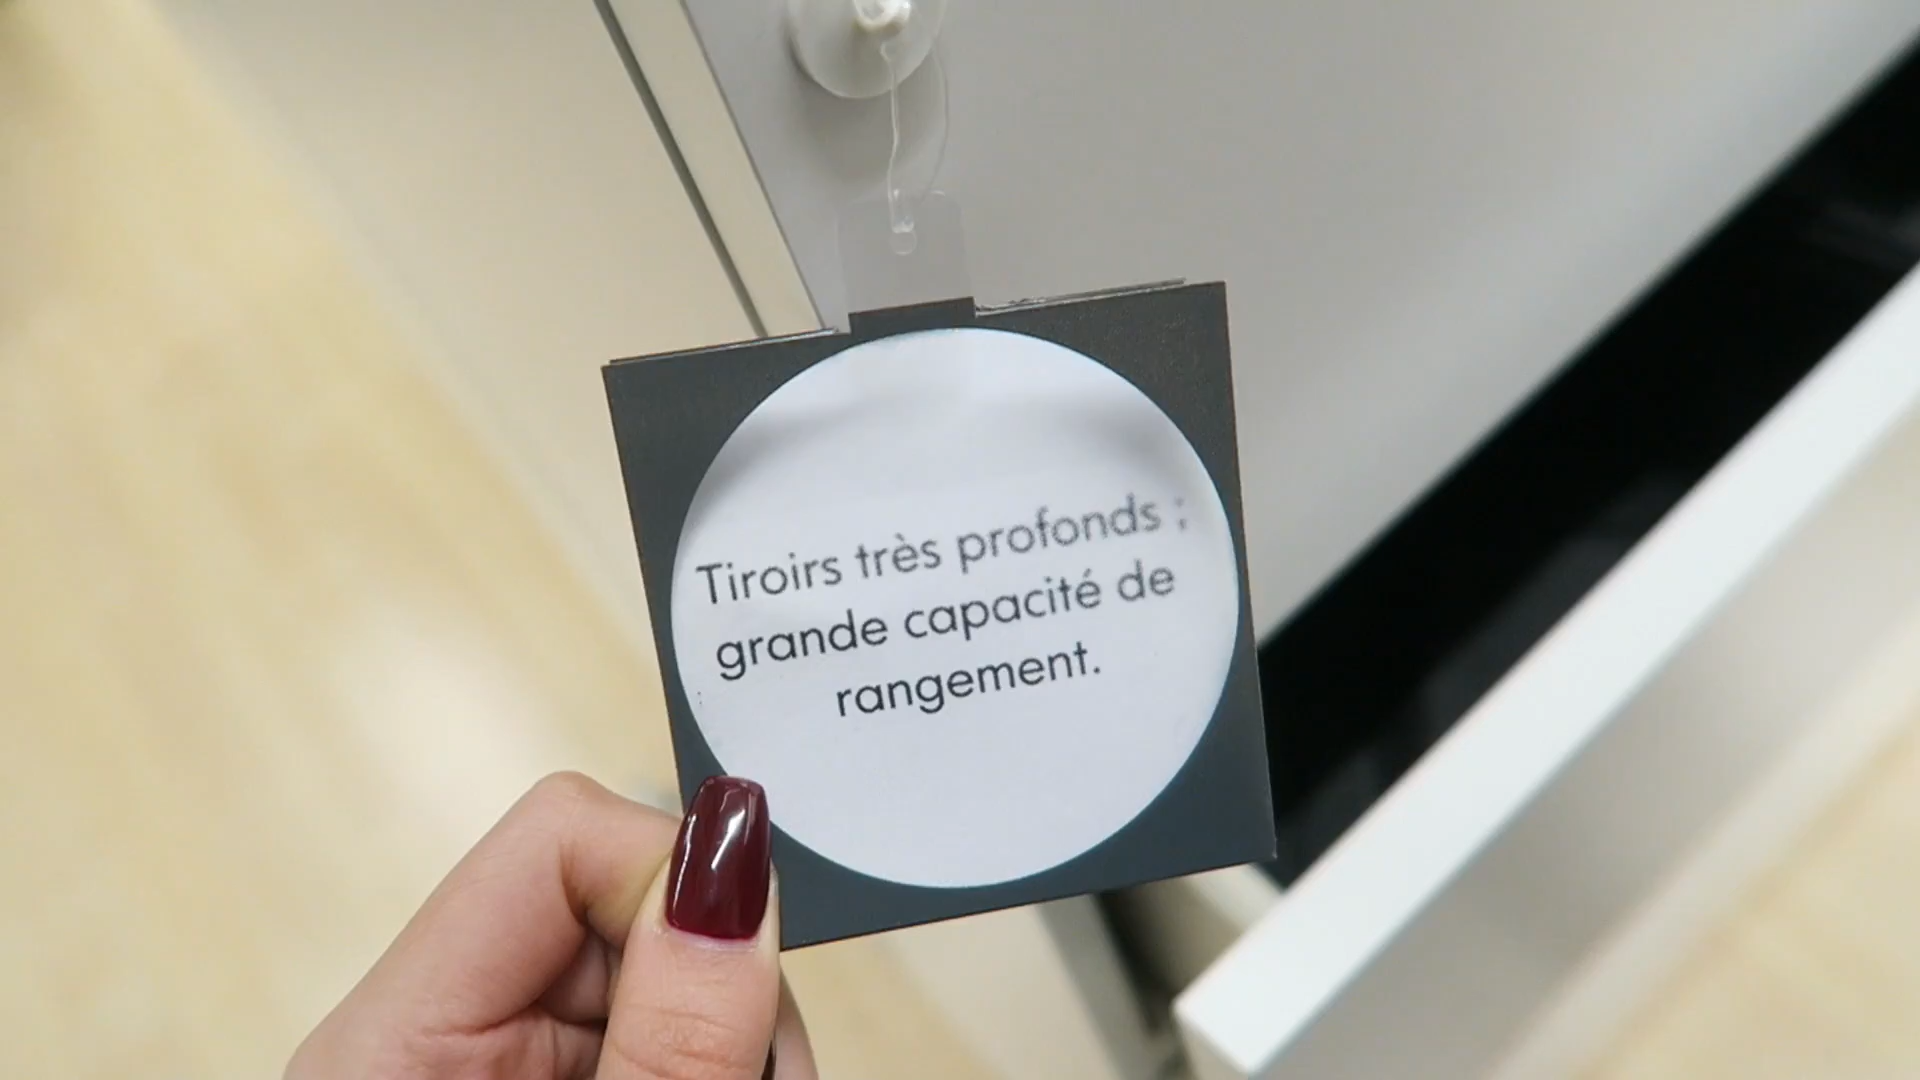 Tiroirs très profonds ;
grande capacité de
rangement.